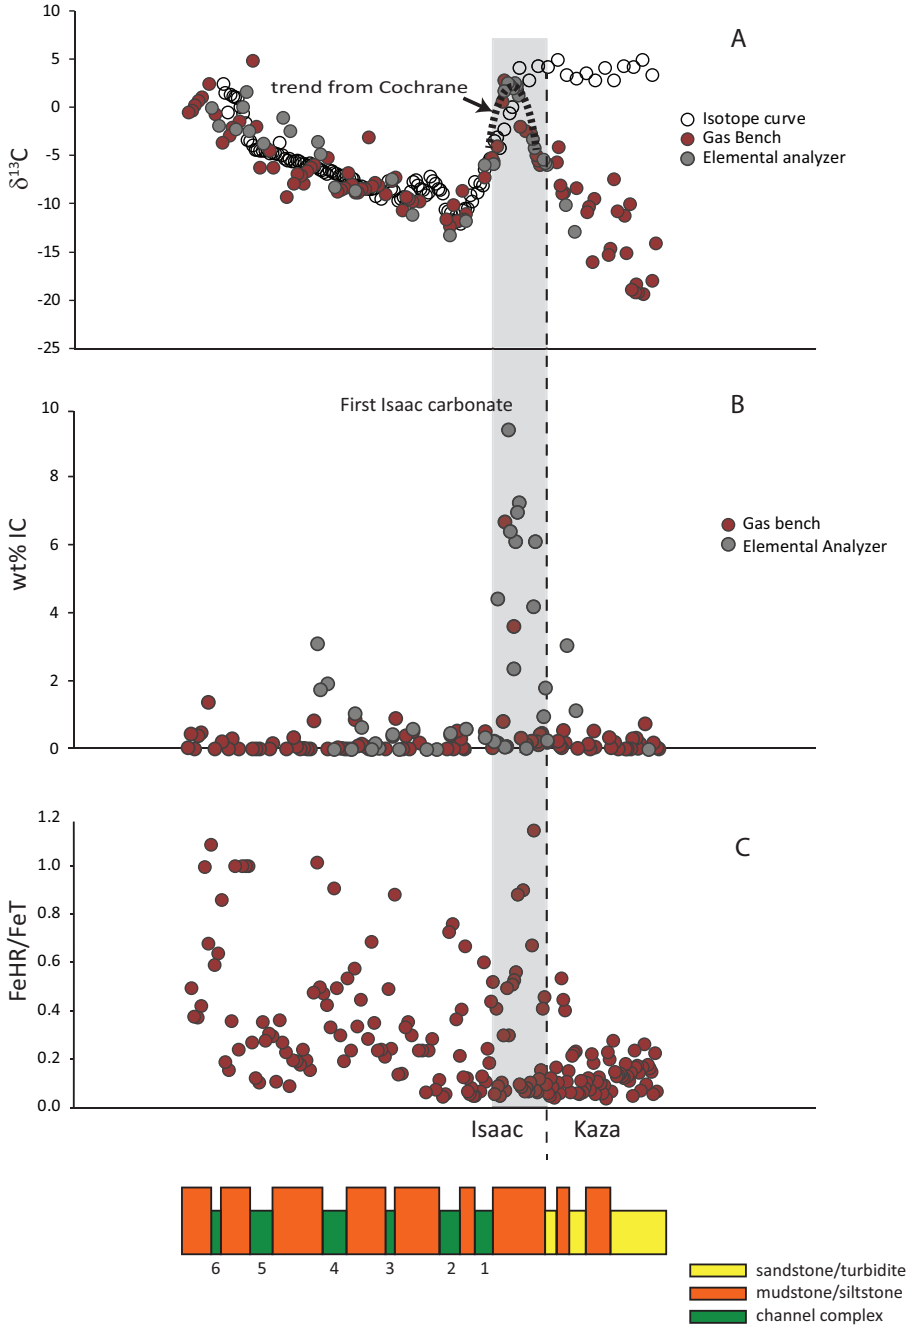 A
10
5
0
-5
-10
-15
-20
-25
δ13C
trend from Cochrane
Isotope curve
Gas Bench
Elemental analyzer
B
First Isaac carbonate
10
8
6
4
2
0
wt% IC
Gas bench
Elemental Analyzer
C
1.2
1.0
0.8
0.6
0.4
0.2
0.0
FeHR/FeT
Isaac Kaza
6 5 4 3 2 1
sandstone/turbidite
mudstone/siltstone
channel complex